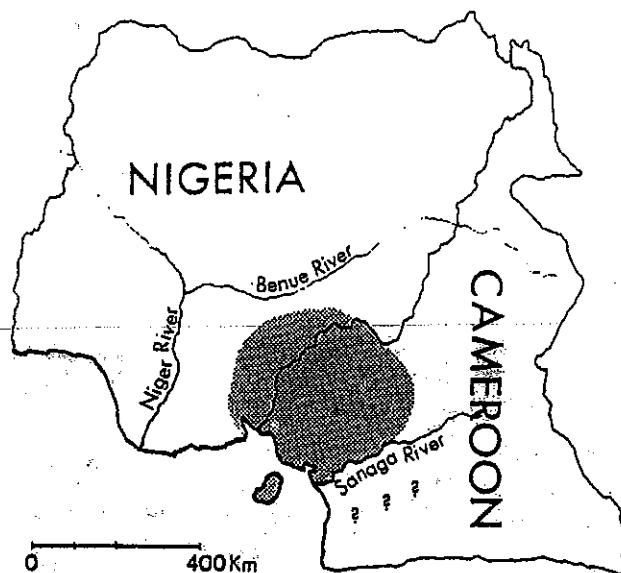 NIGERIA
Benue River
Niger River
CAMEROON
Sanaga River
? ? ?
0 400 Km